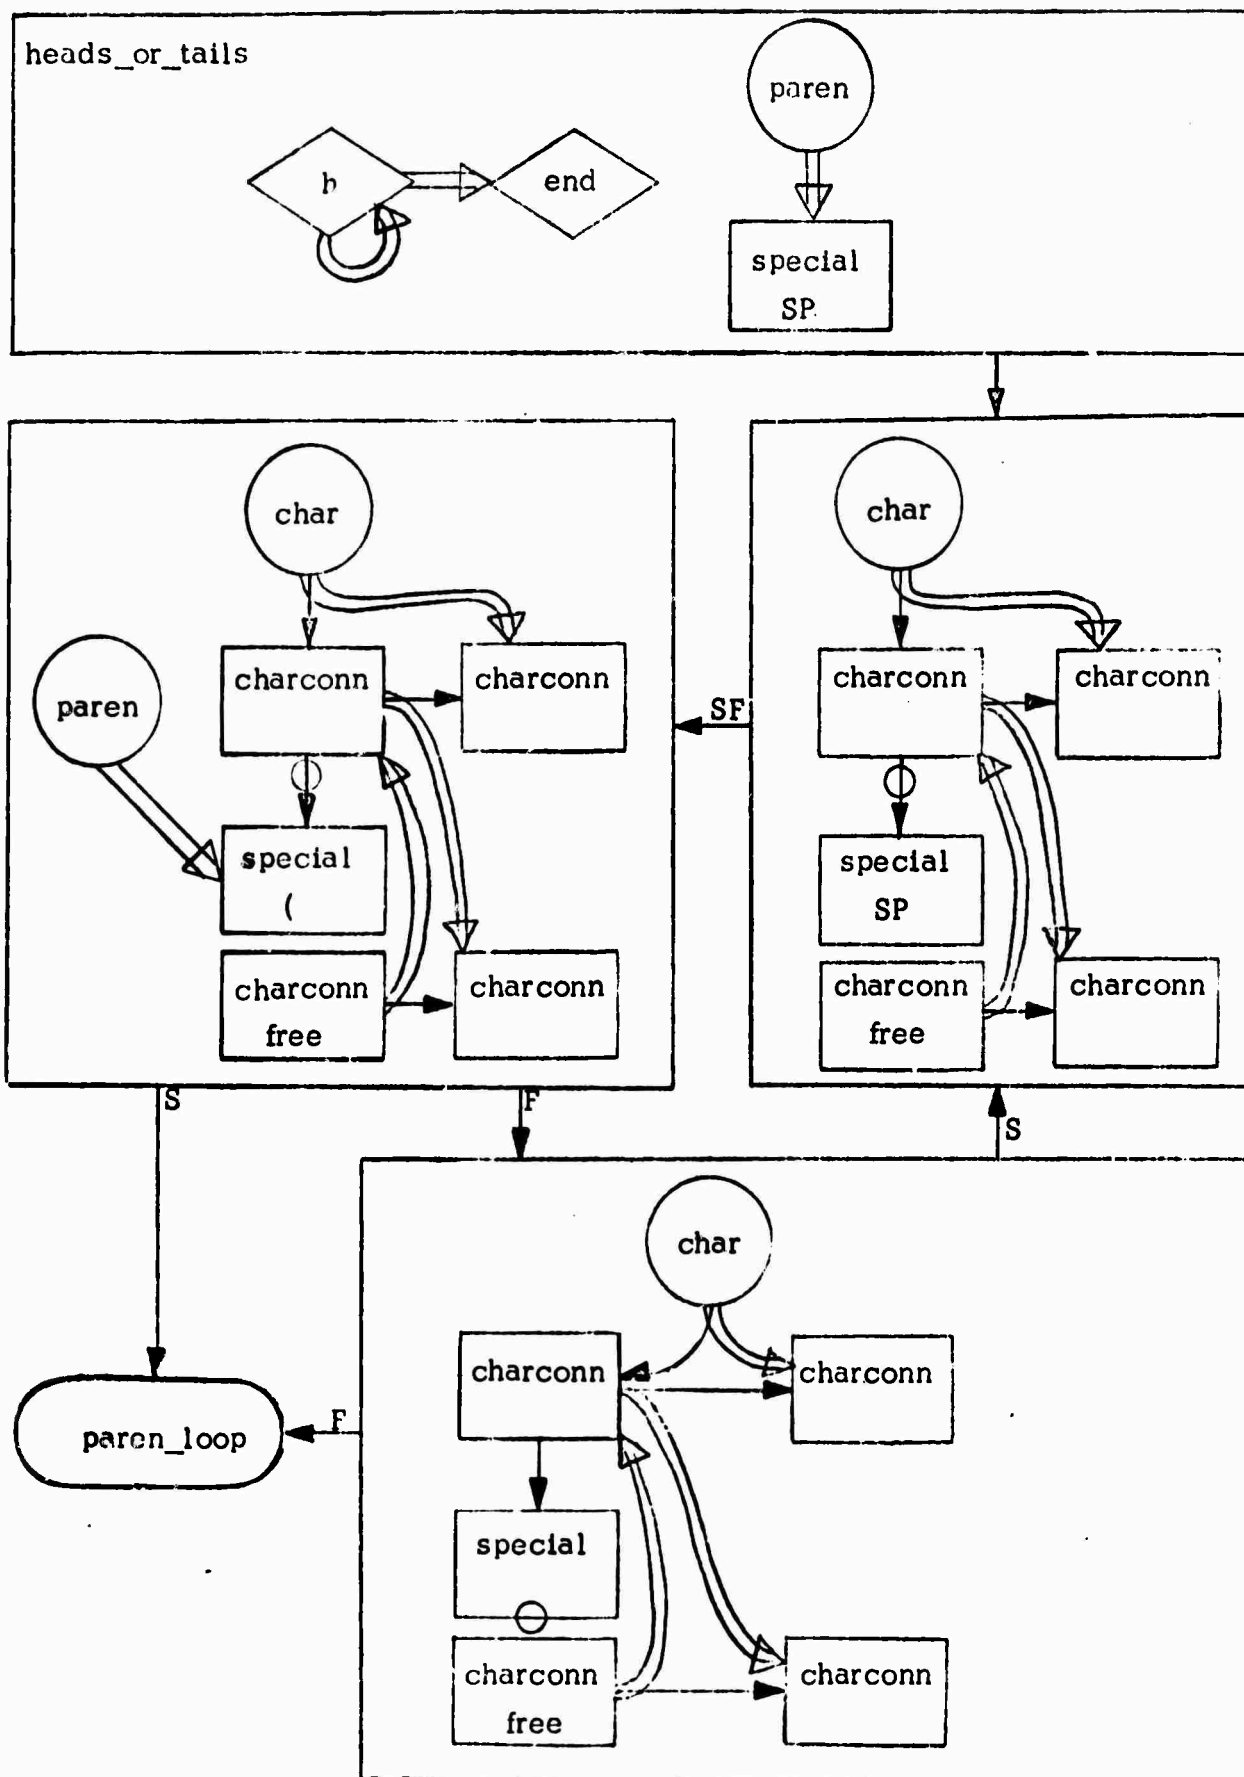 heads_or_tails
paren
h
end
special
SP
char
charconn
charconn
paren
special
(
charconn
free
charconn
SF
char
charconn
charconn
special
SP
charconn
free
charconn
S
F
S
char
charconn
charconn
paren_loop
F
special
charconn
free
charconn